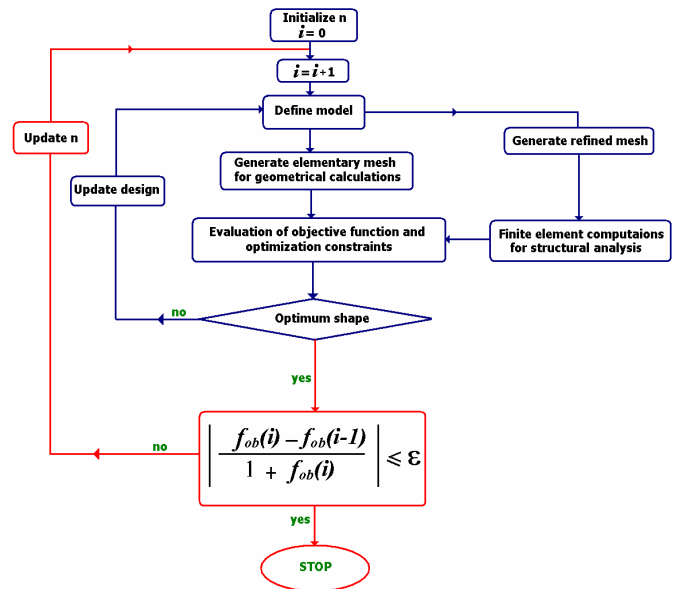 Initialize n
i = 0
i = i+1
Define model
Update n
Generate refined mesh
Generate elementary mesh
for geometrical calculations
Update design
Evaluation of objective function and
optimization constraints
Finite element computaions
for structural analysis
no
Optimum shape
yes
no
| fob(i) – fob(i-1) / 1 + fob(i) | ≤ ε
yes
STOP